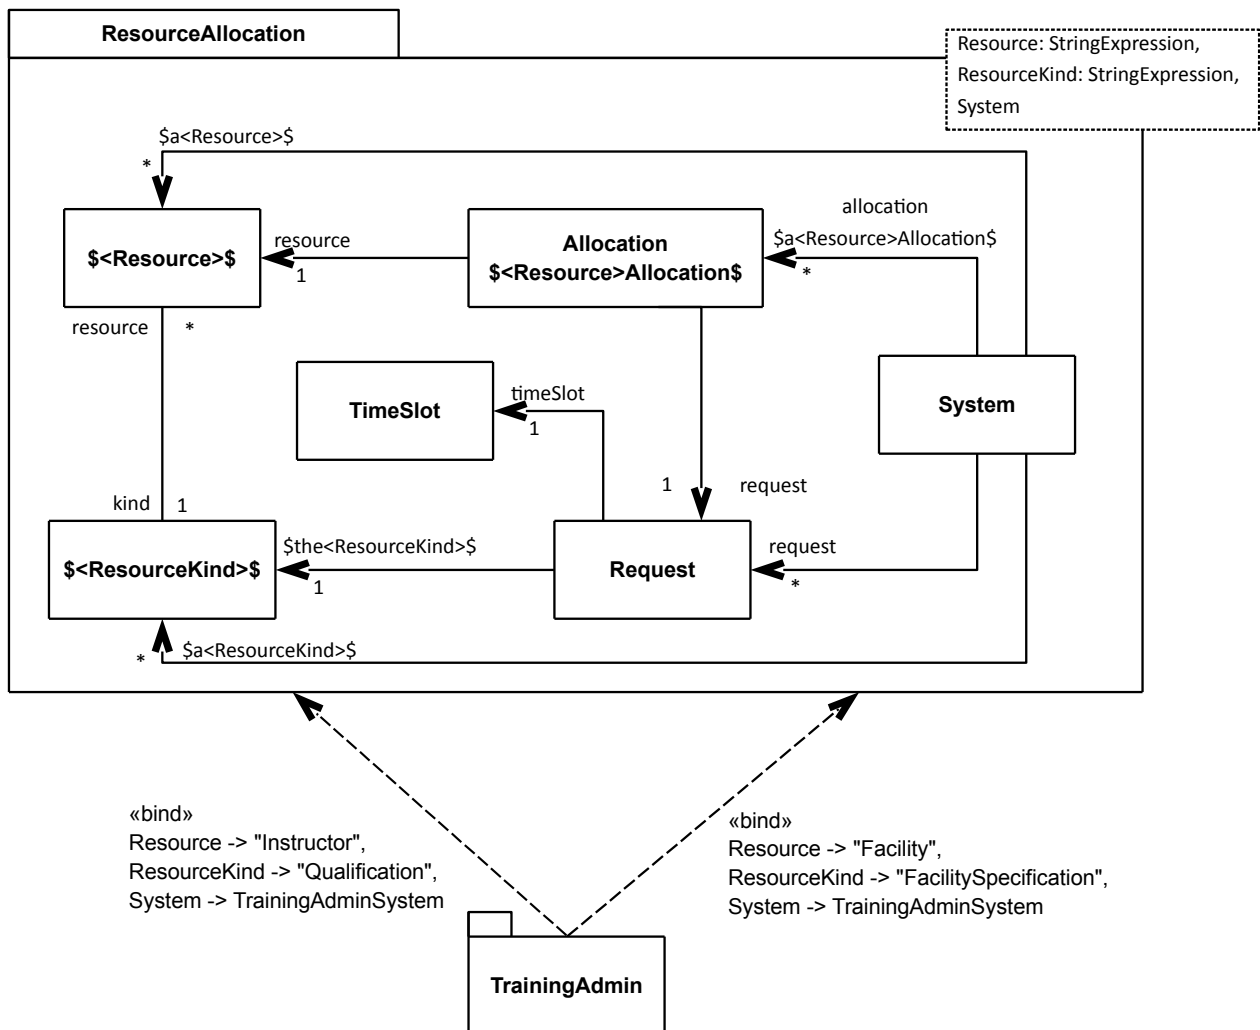 ResourceAllocation
Resource: StringExpression,
ResourceKind: StringExpression,
System
$a<Resource>$
*
allocation
$a<Resource>Allocation$
*
$<Resource>$
resource
1
Allocation
$<Resource>Allocation$
resource
*
TimeSlot
timeSlot
1
System
kind
1
1
request
$<ResourceKind>$
$the<ResourceKind>$
1
Request
request
*
$a<ResourceKind>$
*
«bind»
Resource -> "Instructor",
ResourceKind -> "Qualification",
System -> TrainingAdminSystem
«bind»
Resource -> "Facility",
ResourceKind -> "FacilitySpecification",
System -> TrainingAdminSystem
TrainingAdmin